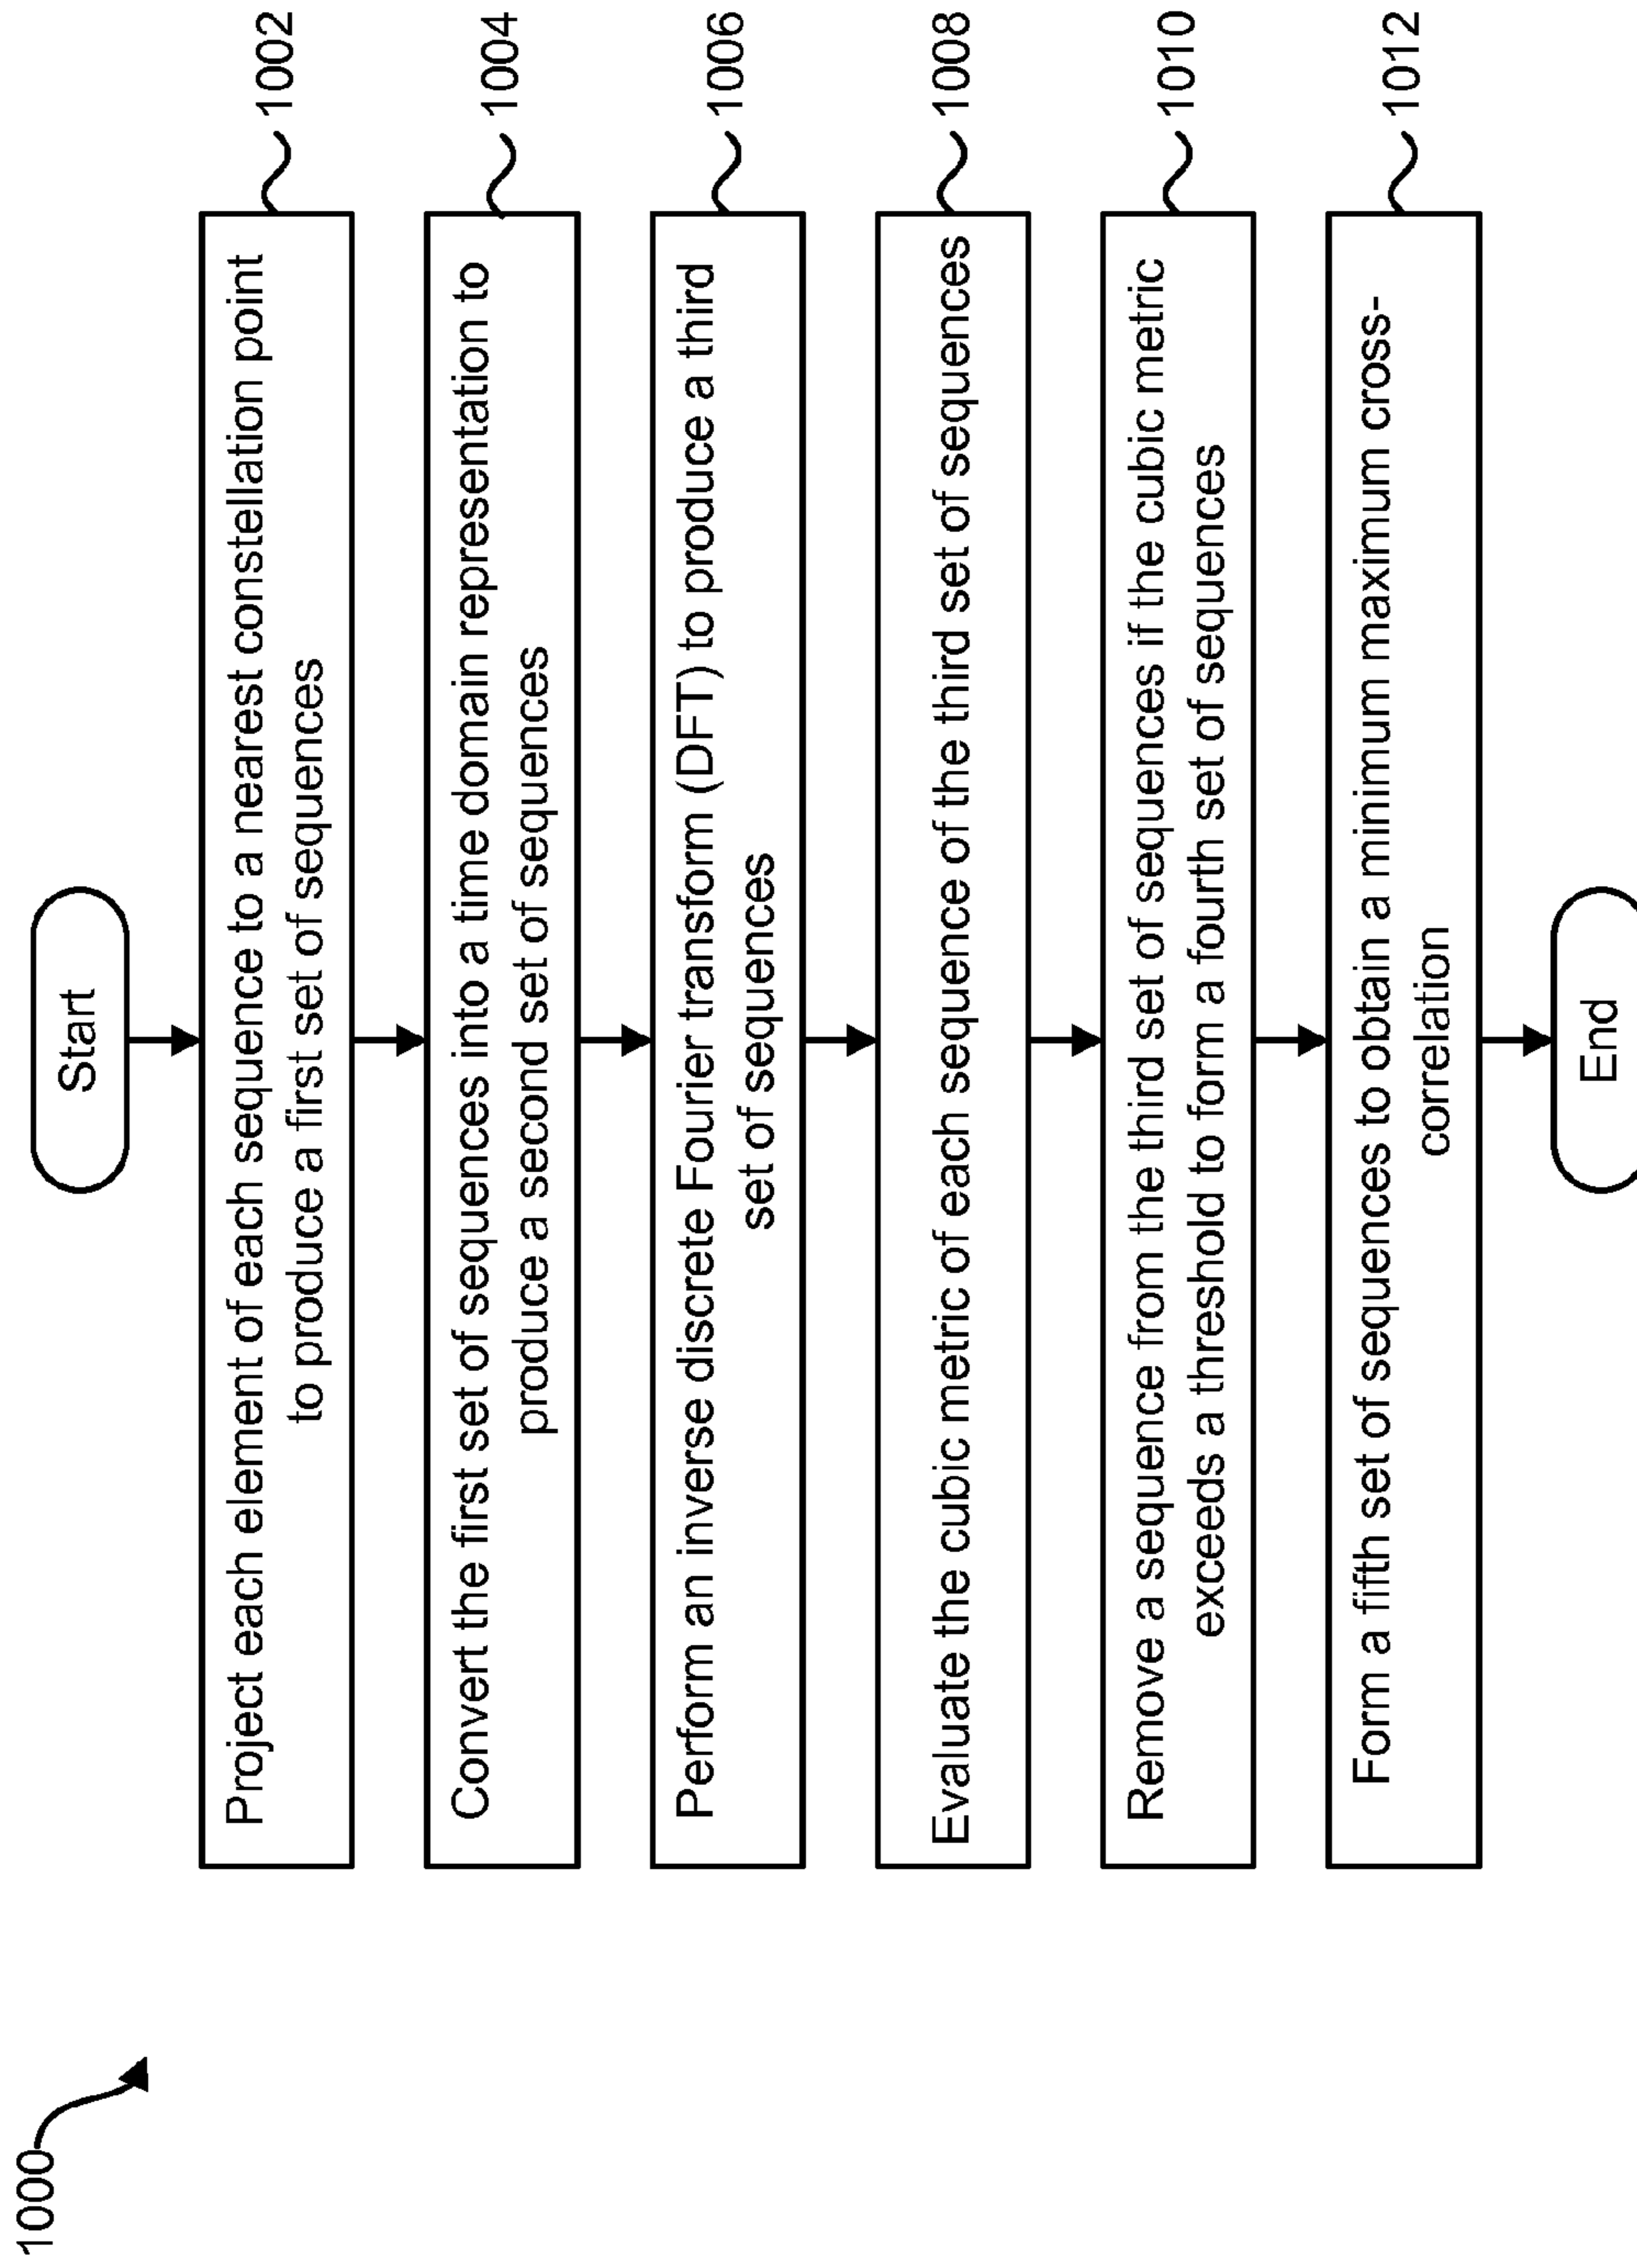 1000
Start
Project each element of each sequence to a nearest constellation point
to produce a first set of sequences
1002
Convert the first set of sequences into a time domain representation to
produce a second set of sequences
1004
Perform an inverse discrete Fourier transform (DFT) to produce a third
set of sequences
1006
Evaluate the cubic metric of each sequence of the third set of sequences
1008
Remove a sequence from the third set of sequences if the cubic metric
exceeds a threshold to form a fourth set of sequences
1010
Form a fifth set of sequences to obtain a minimum maximum cross-
correlation
1012
End